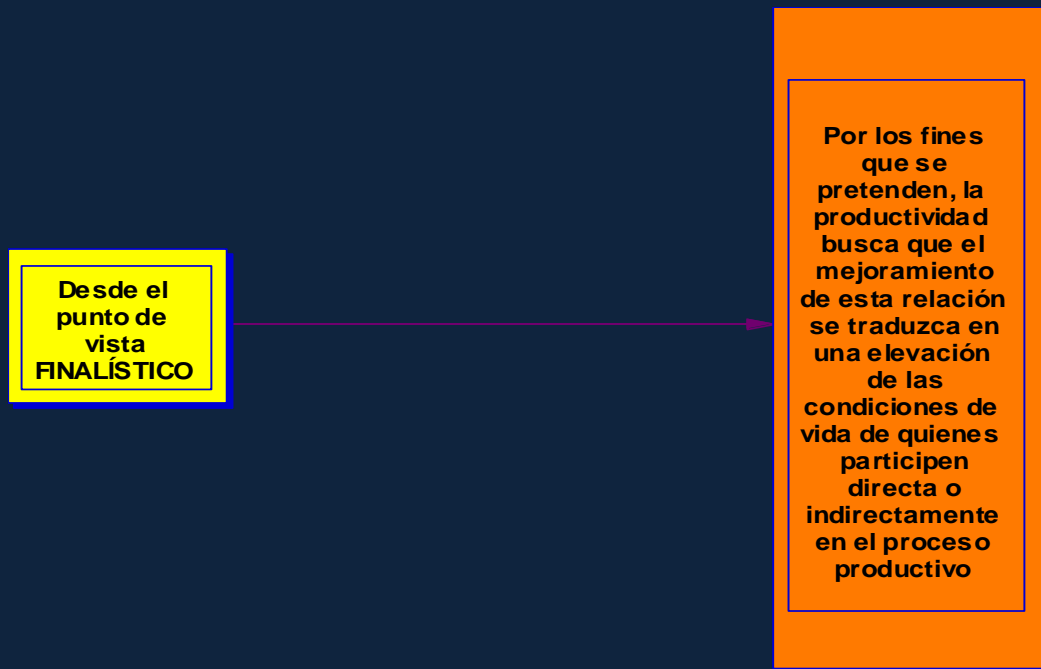 Desde el
punto de
vista
FINALÍSTICO
Por los fines
que se
pretenden, la
productividad
busca que el
mejoramiento
de esta relación
se traduzca en
una elevación
de las
condiciones de
vida de quienes
participen
directa o
indirectamente
en el proceso
productivo